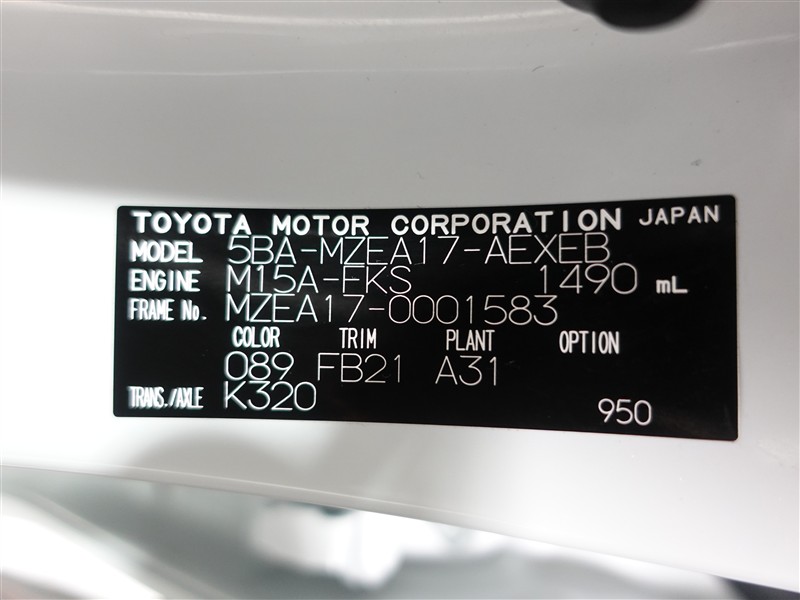 TOYOTA MOTOR CORPORATION JAPAN
MODEL 5BA-MZEA17-AEXEB
ENGINE M15A-FKS 1490 mL
FRAME No. MZEA17-0001583
COLOR TRIM PLANT OPTION
089 FB21 A31
TRANS./AXLE K320
950